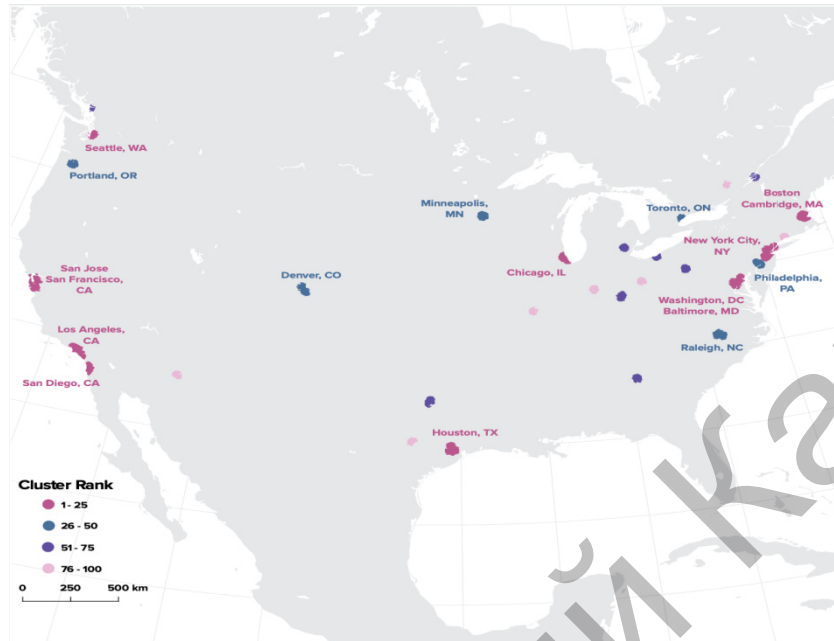 Seattle, WA
Portland, OR
Minneapolis,
MN
Toronto, ON
Boston
Cambridge, MA
New York City,
NY
San Jose
San Francisco,
CA
Denver, CO
Chicago, IL
Philadelphia,
PA
Washington, DC
Baltimore, MD
Los Angeles,
CA
Raleigh, NC
San Diego, CA
Houston, TX
Cluster Rank
1 - 25
26 - 50
51 - 75
76 - 100
0 250 500 km
й ка